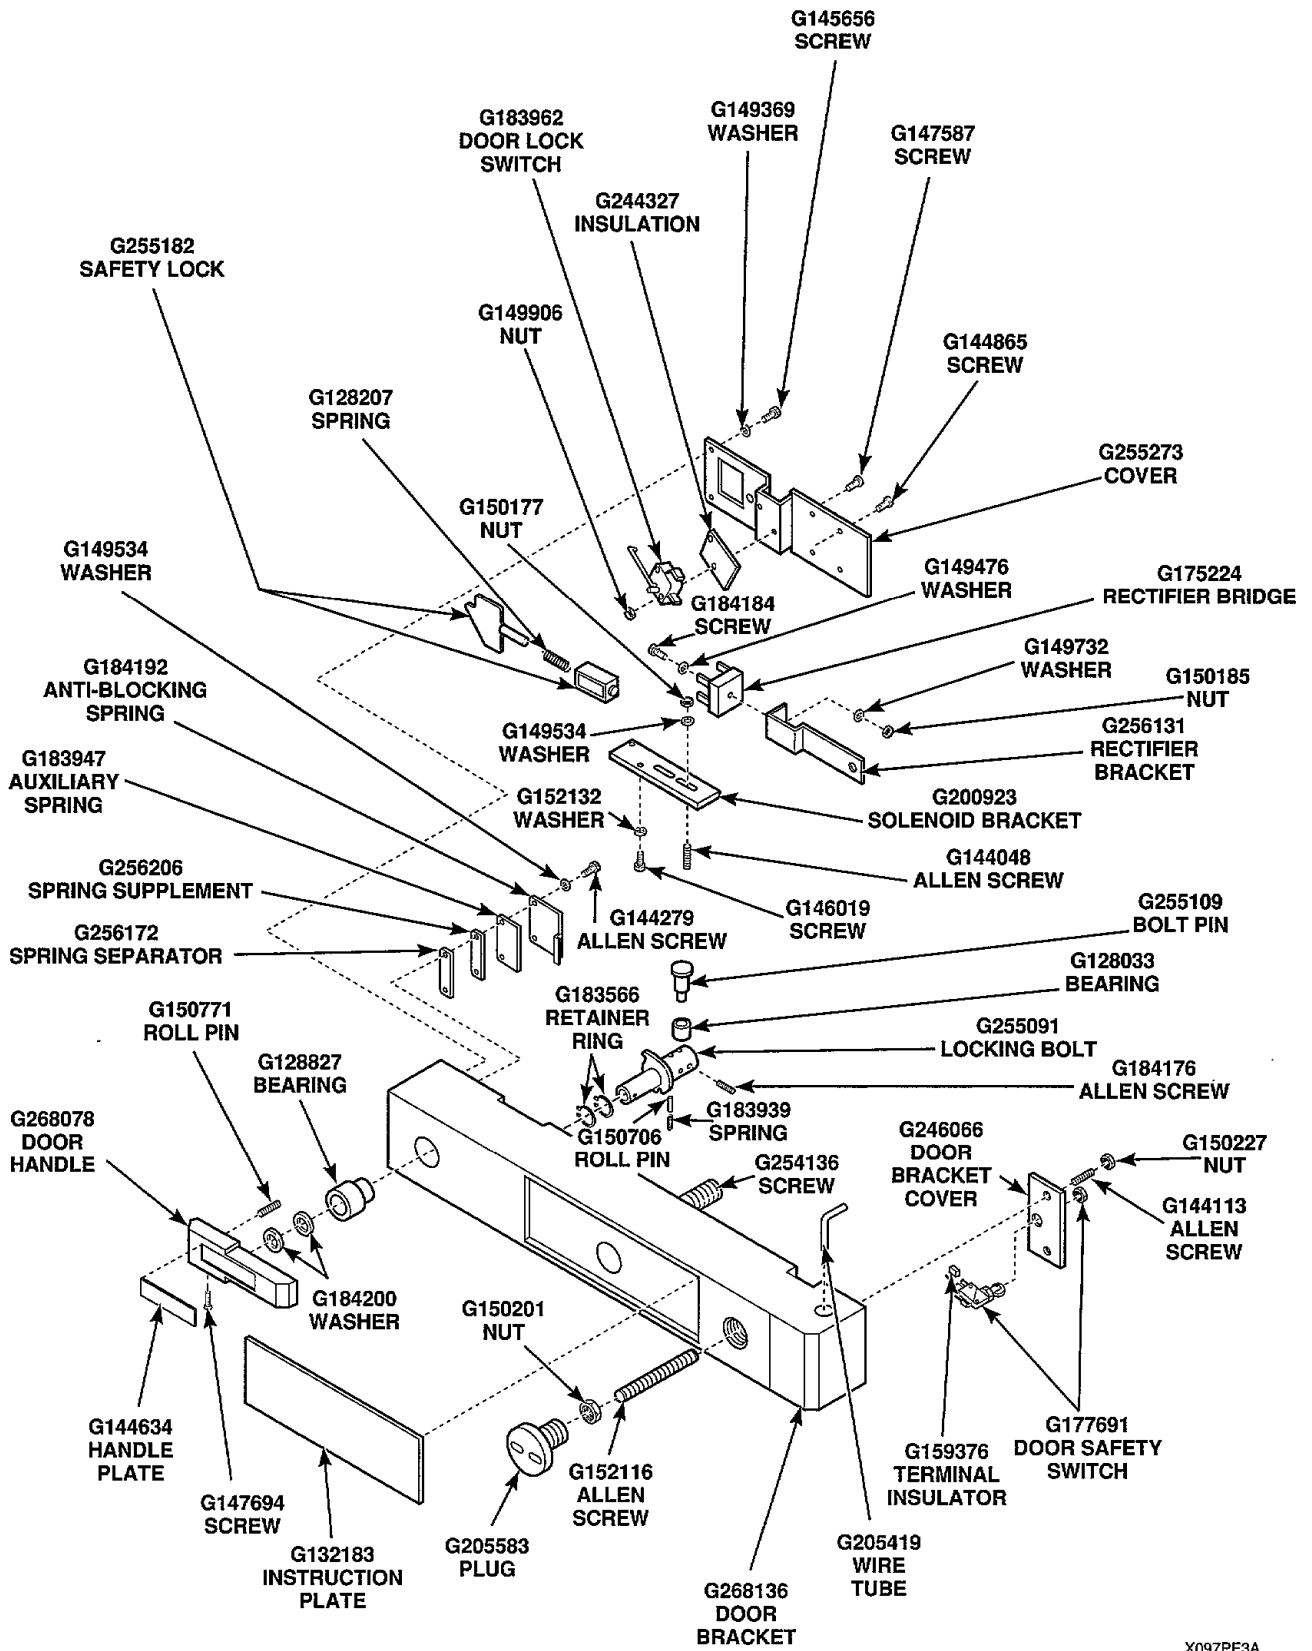 G145656
SCREW
G149369
WASHER
G183962
DOOR LOCK
SWITCH
G147587
SCREW
G244327
INSULATION
G255182
SAFETY LOCK
G149906
NUT
G144865
SCREW
G128207
SPRING
G255273
COVER
G150177
NUT
G149534
WASHER
G149476
WASHER
G175224
RECTIFIER BRIDGE
G184184
SCREW
G149732
WASHER
G184192
ANTI-BLOCKING
SPRING
G150185
NUT
G149534
WASHER
G256131
RECTIFIER
BRACKET
G183947
AUXILIARY
SPRING
G152132
WASHER
G200923
SOLENOID BRACKET
G256206
SPRING SUPPLEMENT
G144048
ALLEN SCREW
G255109
BOLT PIN
G146019
SCREW
G144279
ALLEN SCREW
G256172
SPRING SEPARATOR
G128033
BEARING
G183566
RETAINER
RING
G150771
ROLL PIN
G255091
LOCKING BOLT
G128827
BEARING
G184176
ALLEN SCREW
G268078
DOOR
HANDLE
G183939
SPRING
G150706
ROLL PIN
G246066
DOOR
BRACKET
COVER
G150227
NUT
G254136
SCREW
G144113
ALLEN
SCREW
G184200
WASHER
G150201
NUT
G144634
HANDLE
PLATE
G177691
DOOR SAFETY
SWITCH
G159376
TERMINAL
INSULATOR
G152116
ALLEN
SCREW
G147694
SCREW
G205583
PLUG
G205419
WIRE
TUBE
G132183
INSTRUCTION
PLATE
G268136
DOOR
BRACKET
X097PE3A